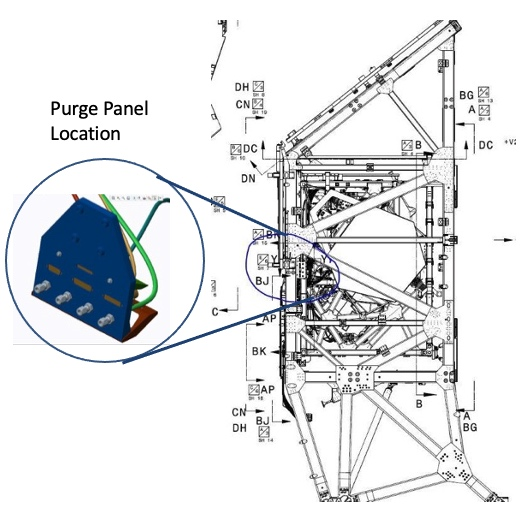 Purge Panel
Location
DH
CN
DC
DN
BG
A
B
DC
+V2
Y
BJ
C
AP
BK
AP
CN
BJ
DH
B
A
BG